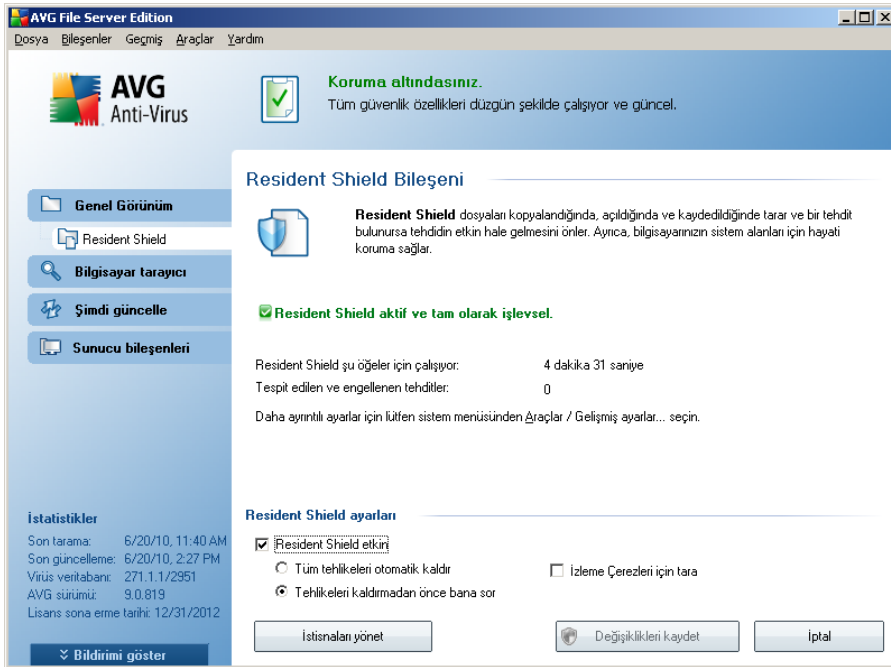 AVG File Server Edition
Dosya Bileşenler Geçmiş Araçlar Yardım
AVG
Anti-Virus
Koruma altındasınız.
Tüm güvenlik özellikleri düzgün şekilde çalışıyor ve güncel.
Genel Görünüm
Resident Shield
Bilgisayar tarayıcı
Şimdi güncelle
Sunucu bileşenleri
Resident Shield Bileşeni
Resident Shield dosyaları kopyalandığında, açıldığında ve kaydedildiğinde tarar ve bir tehdit
bulunursa tehdidin etkin hale gelmesini önler. Ayrıca, bilgisayarınızın sistem alanları için hayati
koruma sağlar.
Resident Shield aktif ve tam olarak işlevsel.
Resident Shield şu öğeler için çalışıyor: 4 dakika 31 saniye
Tespit edilen ve engellenen tehditler: 0
Daha ayrıntılı ayarlar için lütfen sistem menüsünden Araçlar / Gelişmiş ayarlar... seçin.
Resident Shield ayarları
Resident Shield etkin
Tüm tehlikeleri otomatik kaldır
Tehlikeleri kaldırmadan önce bana sor
İzleme Çerezleri için tara
İstisnaları yönet
Değişiklikleri kaydet
İptal
İstatistikler
Son tarama: 6/20/10, 11:40 AM
Son güncelleme: 6/20/10, 2:27 PM
Virüs veritabanı: 271.1.1/2951
AVG sürümü: 9.0.819
Lisans sona erme tarihi: 12/31/2012
Bildirimi göster